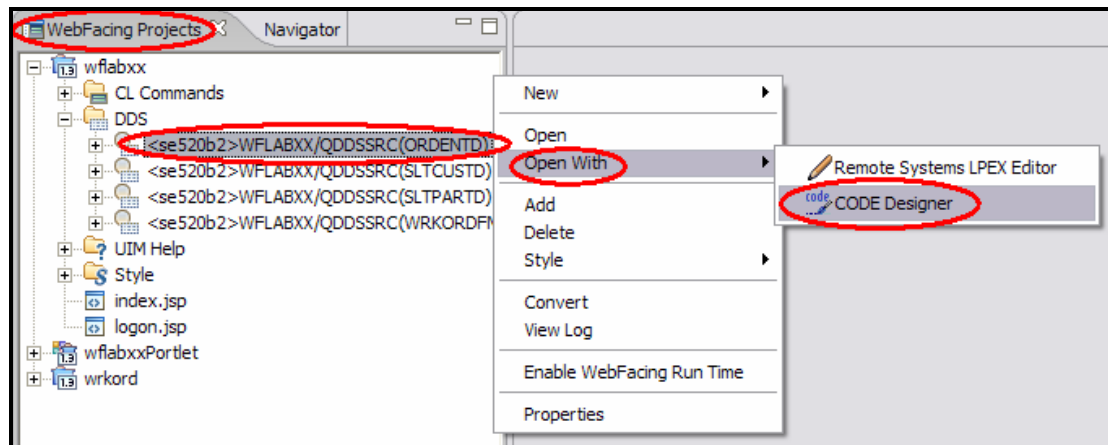 WebFacing Projects
Navigator
wflabxx
CL Commands
DDS
<se520b2>WFLABXX/QDDSSRC(ORDENTD)
<se520b2>WFLABXX/QDDSSRC(SLTCUSTD)
<se520b2>WFLABXX/QDDSSRC(SLTPARTD)
<se520b2>WFLABXX/QDDSSRC(WRKORDFM
UIM Help
Style
index.jsp
logon.jsp
wflabxxPortlet
wrkord
New
Open
Open With
Add
Delete
Style
Convert
View Log
Enable WebFacing Run Time
Properties
Remote Systems LPEX Editor
CODE Designer